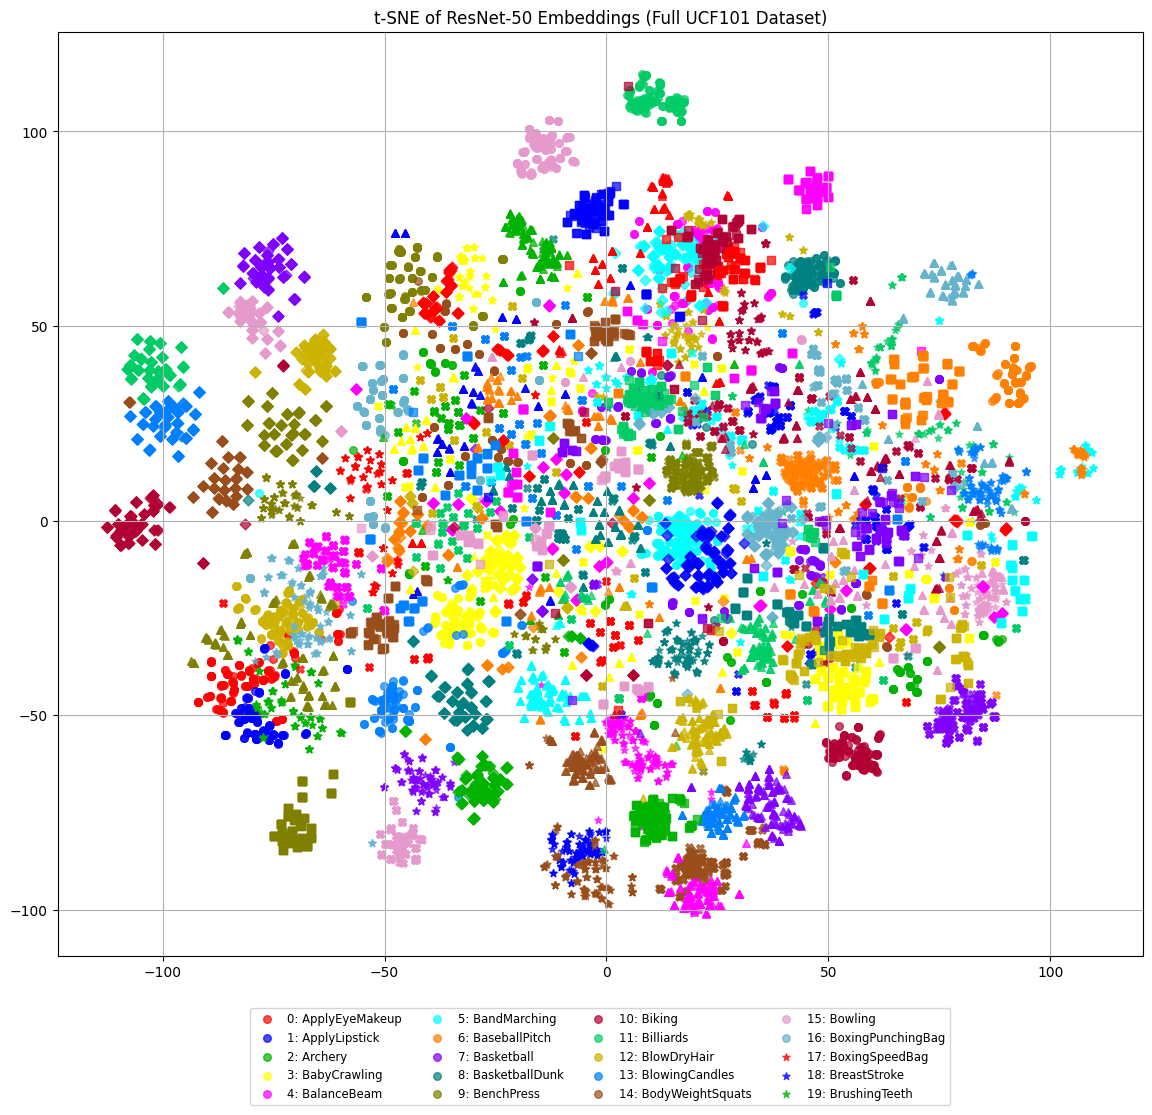 t-SNE of ResNet-50 Embeddings (Full UCF101 Dataset)
100
50
0
−50
−100
−100
−50
0
50
100
0: ApplyEyeMakeup
1: ApplyLipstick
2: Archery
3: BabyCrawling
4: BalanceBeam
5: BandMarching
6: BaseballPitch
7: Basketball
8: BasketballDunk
9: BenchPress
10: Biking
11: Billiards
12: BlowDryHair
13: BlowingCandles
14: BodyWeightSquats
15: Bowling
16: BoxingPunchingBag
17: BoxingSpeedBag
18: BreastStroke
19: BrushingTeeth